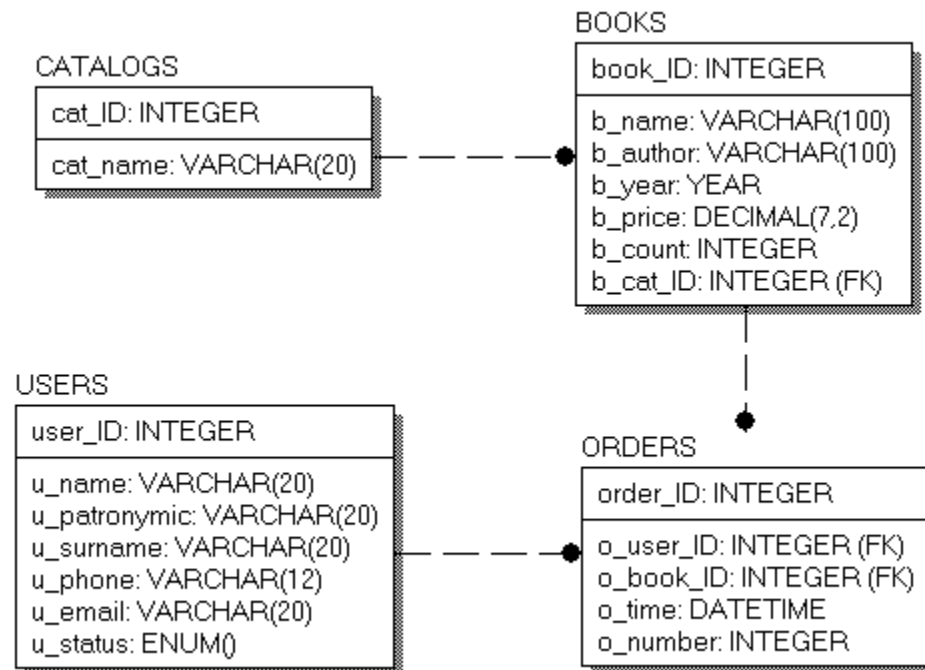 CATALOGS
cat_ID: INTEGER
cat_name: VARCHAR(20)
BOOKS
book_ID: INTEGER
b_name: VARCHAR(100)
b_author: VARCHAR(100)
b_year: YEAR
b_price: DECIMAL(7,2)
b_count: INTEGER
b_cat_ID: INTEGER (FK)
USERS
user_ID: INTEGER
u_name: VARCHAR(20)
u_patronymic: VARCHAR(20)
u_surname: VARCHAR(20)
u_phone: VARCHAR(12)
u_email: VARCHAR(20)
u_status: ENUM()
ORDERS
order_ID: INTEGER
o_user_ID: INTEGER (FK)
o_book_ID: INTEGER (FK)
o_time: DATETIME
o_number: INTEGER